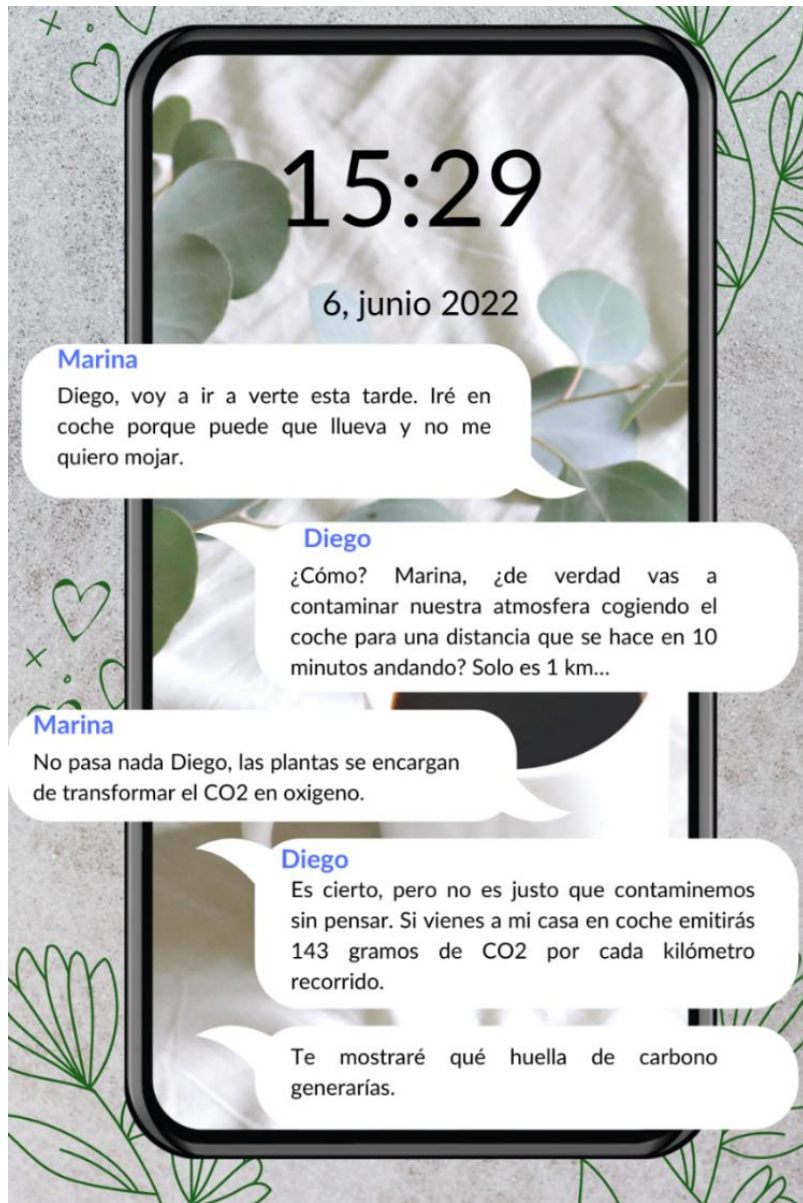 15:29
6, junio 2022
Marina
Diego, voy a ir a verte esta tarde. Iré en
coche porque puede que llueva y no me
quiero mojar.
Diego
¿Cómo? Marina, ¿de verdad vas a
contaminar nuestra atmosfera cogiendo el
coche para una distancia que se hace en 10
minutos andando? Solo es 1 km...
Marina
No pasa nada Diego, las plantas se encargan
de transformar el CO2 en oxigeno.
Diego
Es cierto, pero no es justo que contaminemos
sin pensar. Si vienes a mi casa en coche emitirás
143 gramos de CO2 por cada kilómetro
recorrido.
Te mostraré qué huella de carbono
generarías.